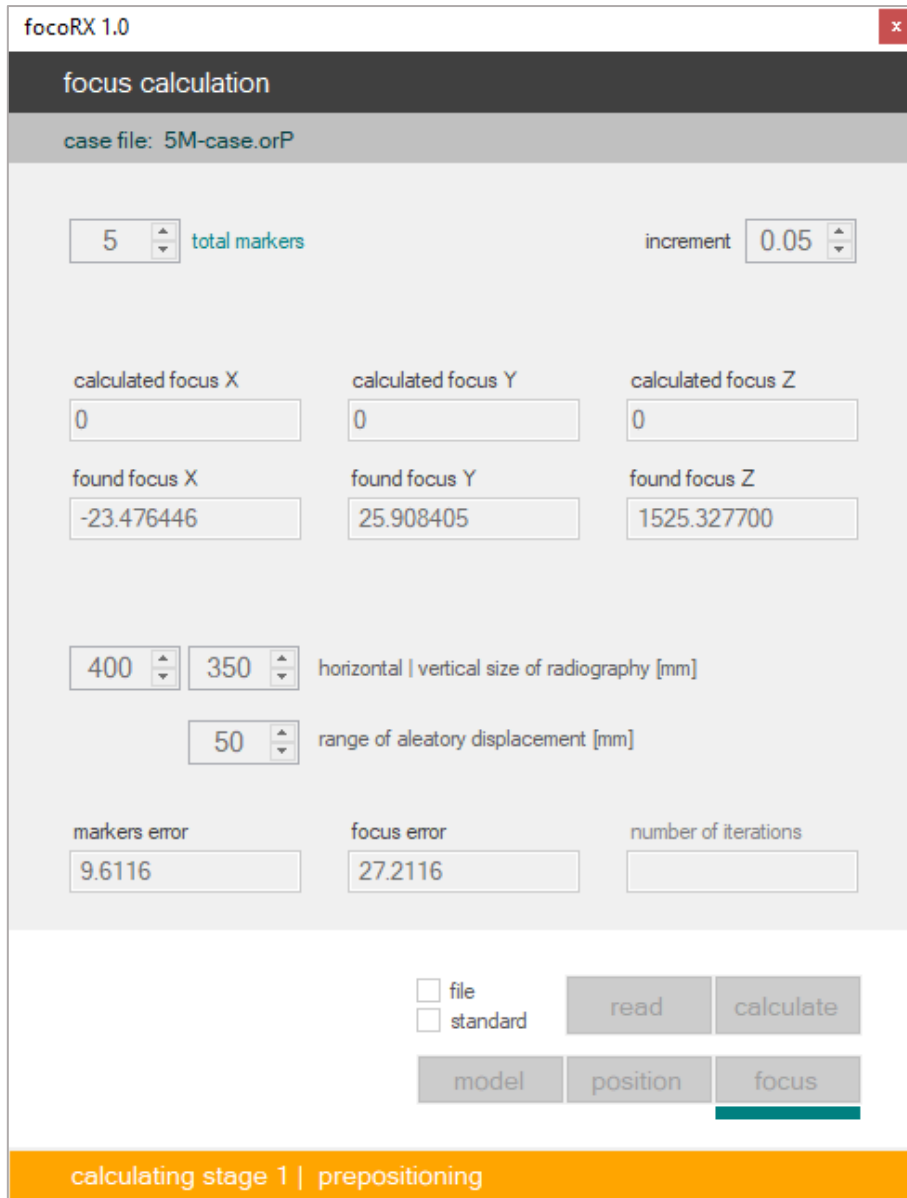 focoRX 1.0 x
focus calculation
case file: 5M-case.orP
5 total markers increment 0.05
calculated focus X calculated focus Y calculated focus Z
0 0 0
found focus X found focus Y found focus Z
-23.476446 25.908405 1525.327700
400 350 horizontal | vertical size of radiography [mm]
50 range of aleatory displacement [mm]
markers error focus error number of iterations
9.6116 27.2116
file
standard
read calculate
model position focus
calculating stage 1 | prepositioning